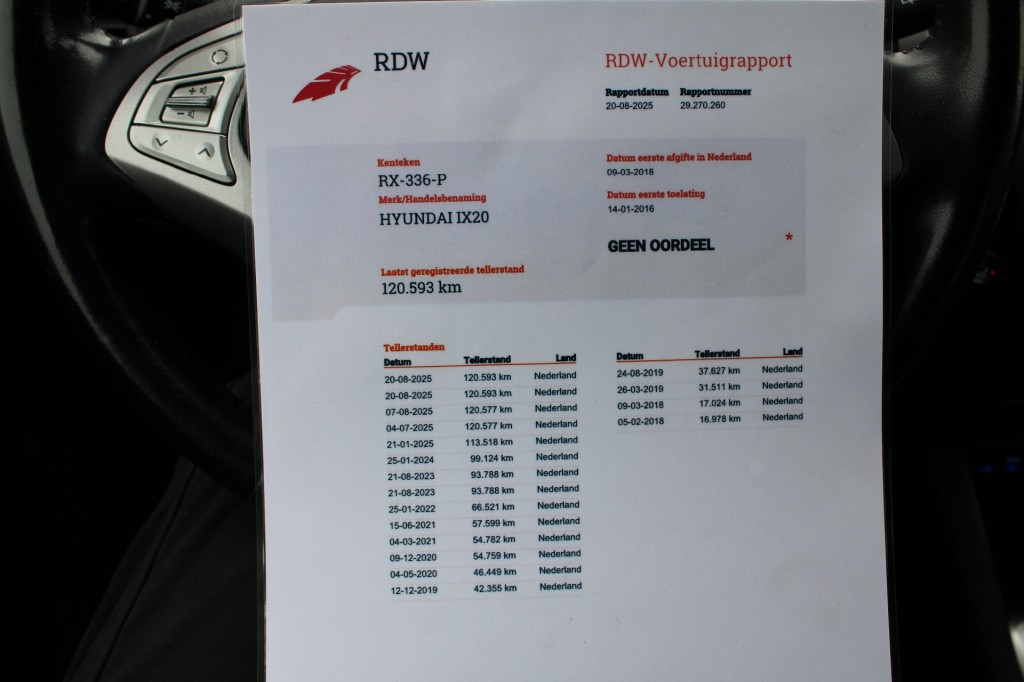 RDW
RDW-Voertuigrapport
Rapportdatum Rapportnummer
20-08-2025 29.270.260
Kenteken
RX-336-P
Merk/Handelsbenaming
HYUNDAI IX20
Datum eerste afgifte in Nederland
09-03-2018
Datum eerste toelating
14-01-2016
GEEN OORDEEL *
Laatst geregistreerde tellerstand
120.593 km
Tellerstanden
Datum Tellerstand Land
20-08-2025 120.593 km Nederland
20-08-2025 120.593 km Nederland
07-08-2025 120.577 km Nederland
04-07-2025 120.577 km Nederland
21-01-2025 113.518 km Nederland
25-01-2024 99.124 km Nederland
21-08-2023 93.788 km Nederland
21-08-2023 93.788 km Nederland
25-01-2022 66.521 km Nederland
15-06-2021 57.599 km Nederland
04-03-2021 54.782 km Nederland
09-12-2020 54.759 km Nederland
04-05-2020 46.449 km Nederland
12-12-2019 42.355 km Nederland
Datum Tellerstand Land
24-08-2019 37.627 km Nederland
26-03-2019 31.511 km Nederland
09-03-2018 17.024 km Nederland
05-02-2018 16.978 km Nederland